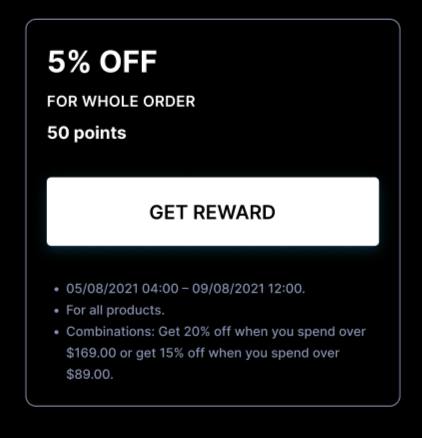 5% OFF
FOR WHOLE ORDER
50 points
GET REWARD
• 05/08/2021 04:00 – 09/08/2021 12:00.
• For all products.
• Combinations: Get 20% off when you spend over
$169.00 or get 15% off when you spend over
$89.00.